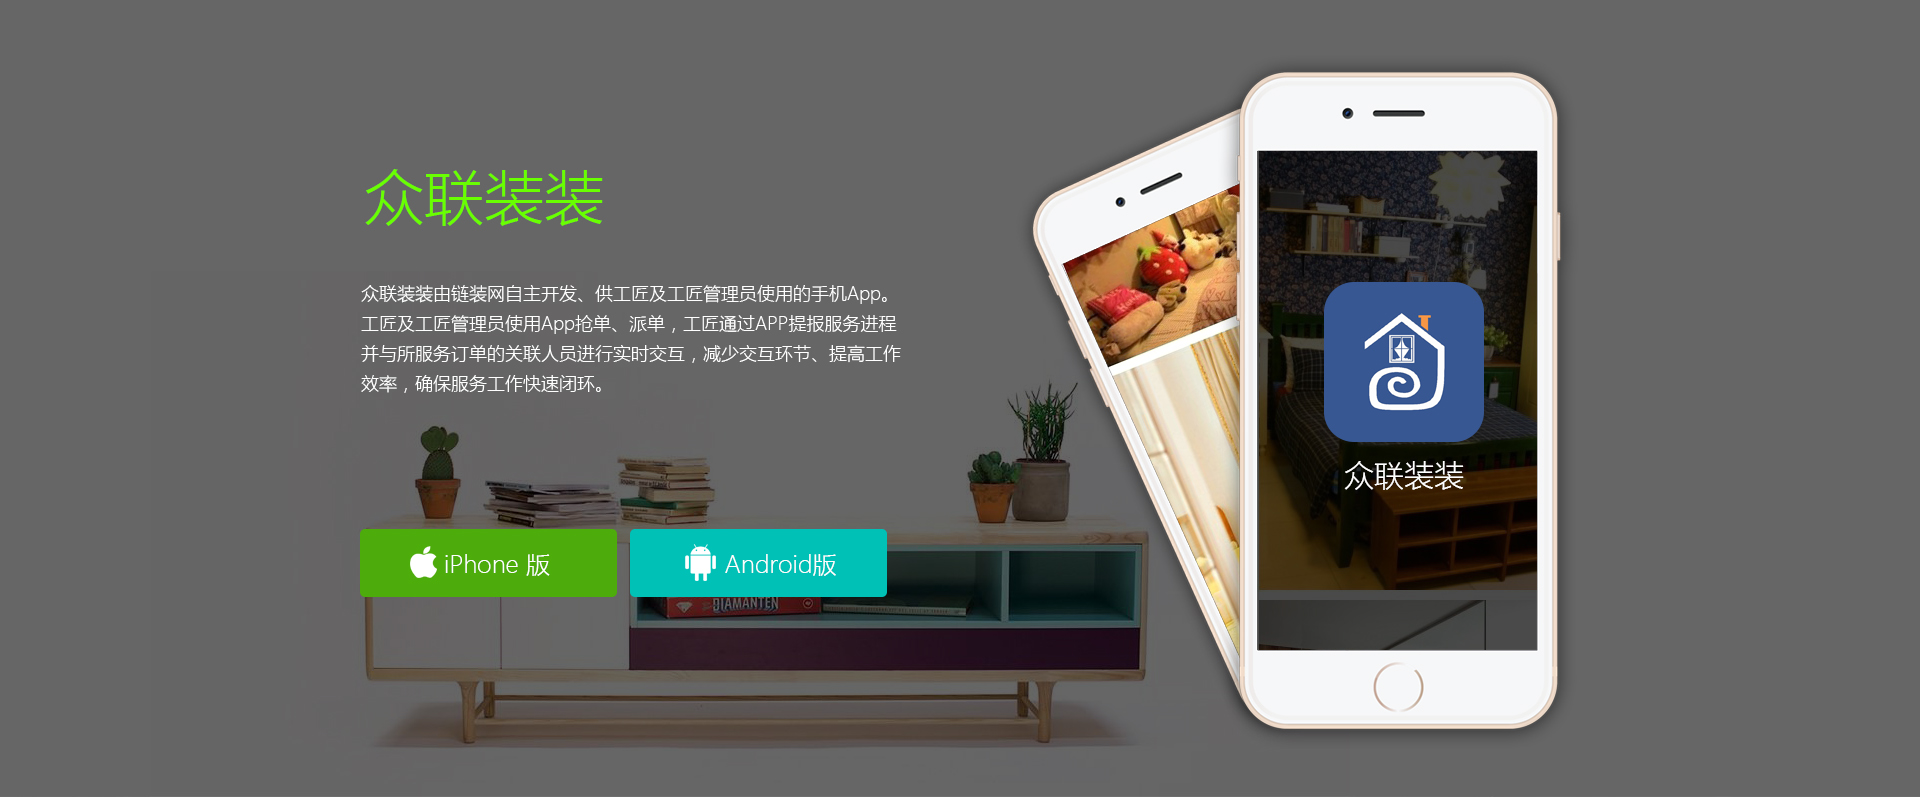 众联装装
众联装装由链装网自主开发、供工匠及工匠管理员使用的手机App。
工匠及工匠管理员使用App抢单、派单，工匠通过APP提报服务进程
并与所服务订单的关联人员进行实时交互，减少交互环节、提高工作
效率，确保服务工作快速闭环。
众联装装
iPhone 版
Android版
DIAMANTEN